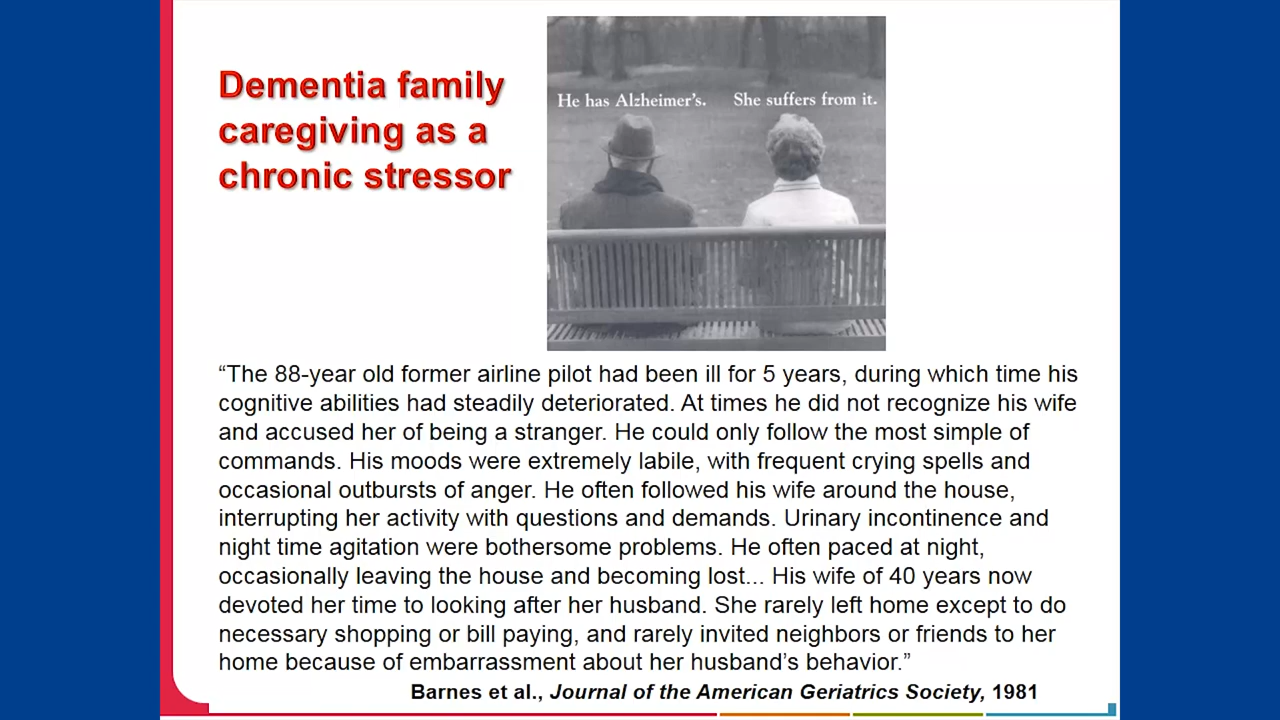 Dementia family
caregiving as a
chronic stressor
He has Alzheimer's. She suffers from it.
“The 88-year old former airline pilot had been ill for 5 years, during which time his
cognitive abilities had steadily deteriorated. At times he did not recognize his wife
and accused her of being a stranger. He could only follow the most simple of
commands. His moods were extremely labile, with frequent crying spells and
occasional outbursts of anger. He often followed his wife around the house,
interrupting her activity with questions and demands. Urinary incontinence and
night time agitation were bothersome problems. He often paced at night,
occasionally leaving the house and becoming lost... His wife of 40 years now
devoted her time to looking after her husband. She rarely left home except to do
necessary shopping or bill paying, and rarely invited neighbors or friends to her
home because of embarrassment about her husband’s behavior.”
Barnes et al., Journal of the American Geriatrics Society, 1981